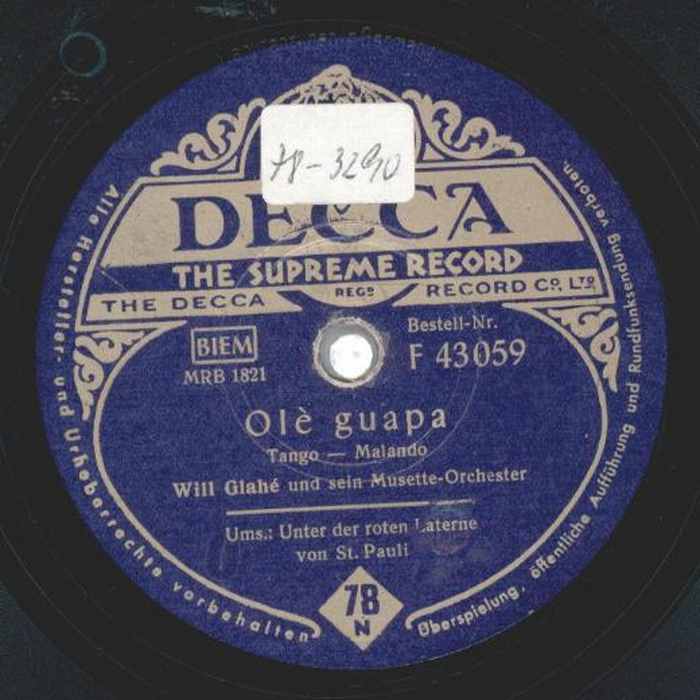 78-3290
DECCA
THE SUPREME RECORD
THE DECCA REGD RECORD CO. LTD
BIEM
MRB 1821
Bestell-Nr.
F 43059
Olè guapa
Tango — Malando
Will Glahé und sein Musette-Orchester
Ums.: Unter der roten Laterne
von St. Pauli
78
N
Alle Hersteller- und Urheberrechte vorbehalten
Überspielung, öffentliche Aufführung und Rundfunksendung verboten.